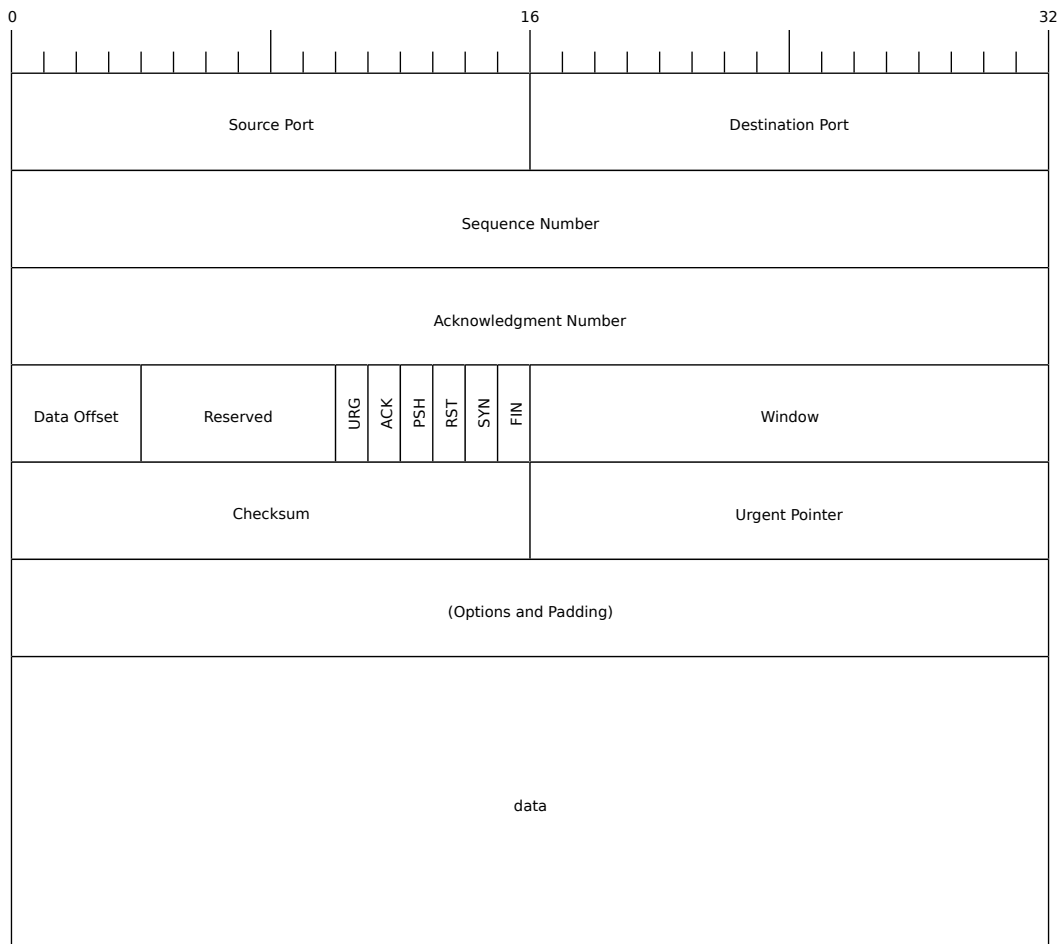 0 16 32
Source Port Destination Port
Sequence Number
Acknowledgment Number
Data Offset Reserved URG ACK PSH RST SYN FIN Window
Checksum Urgent Pointer
(Options and Padding)
data